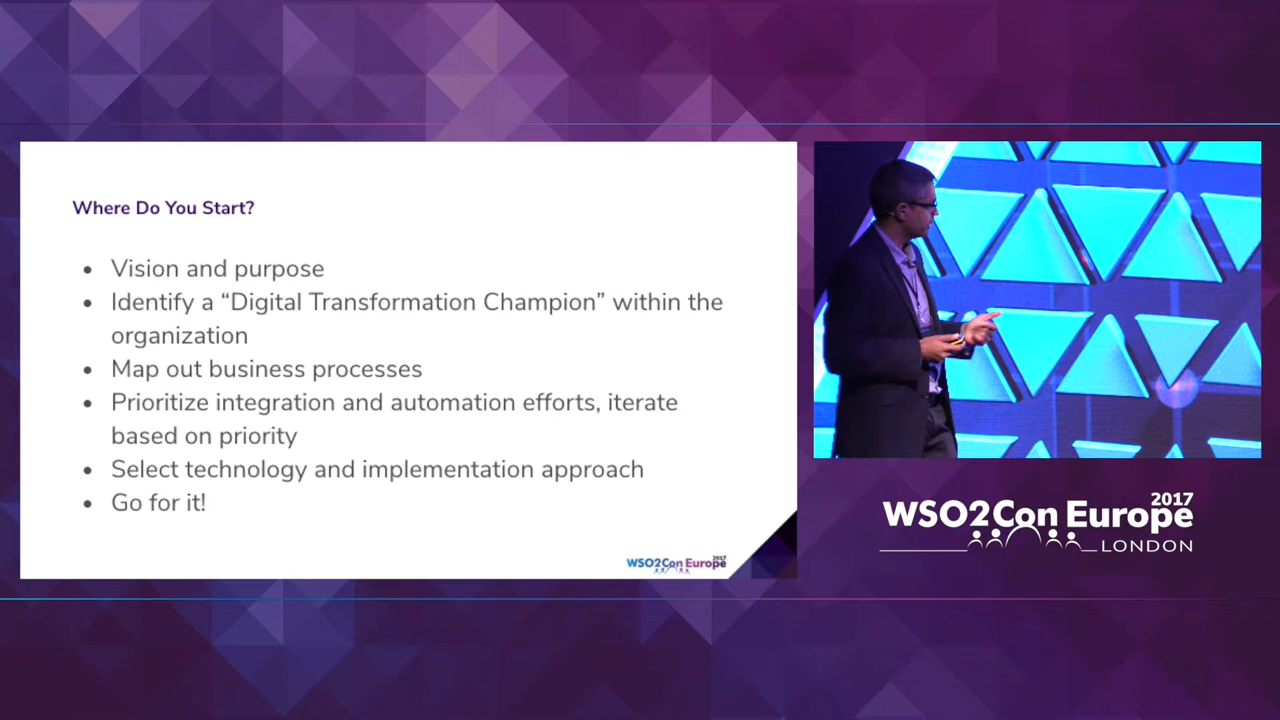 Where Do You Start?
• Vision and purpose
• Identify a “Digital Transformation Champion” within the
organization
• Map out business processes
• Prioritize integration and automation efforts, iterate
based on priority
• Select technology and implementation approach
• Go for it!
WSO2Con Europe 2017
WSO2Con Europe 2017
LONDON